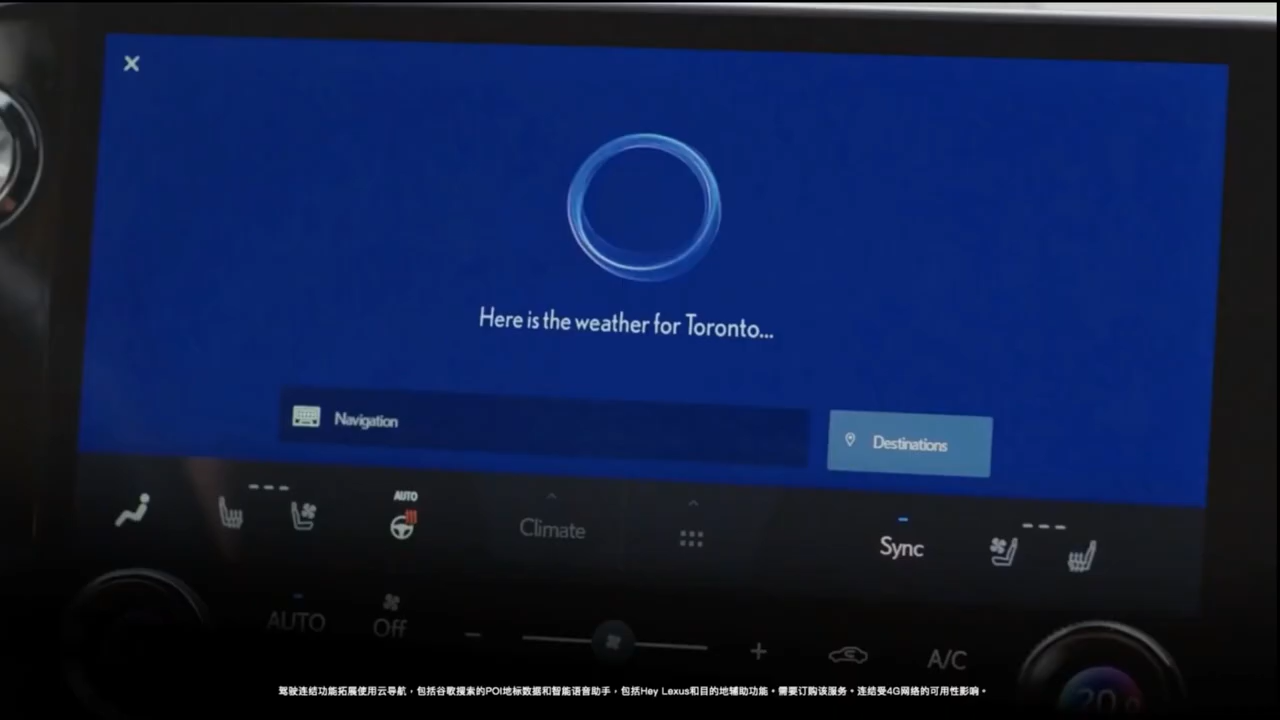 Here is the weather for Toronto...
Navigation
Destinations
AUTO
Climate
Sync
AUTO
Off
A/C
驾驶连结功能拓展使用云导航，包括谷歌搜索的POI地标数据和智能语音助手，包括Hey Lexus和目的地辅助功能。需要订购该服务。连结受4G网络的可用性影响。